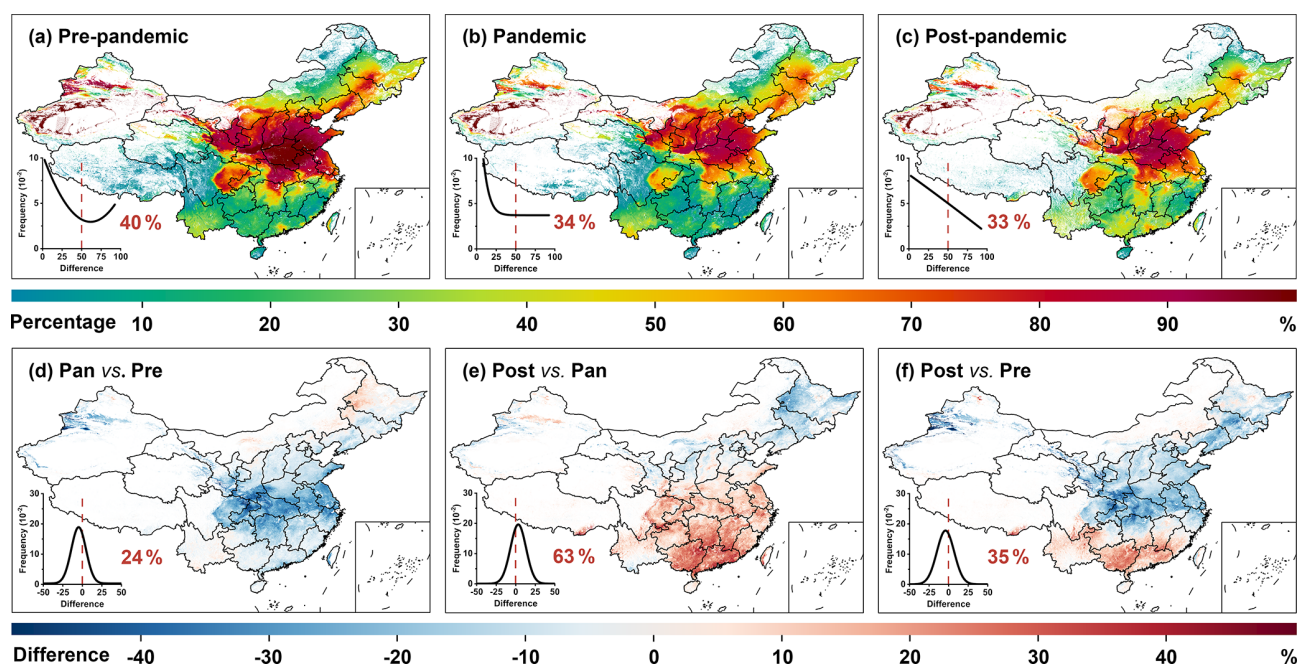 (a) Pre-pandemic
(b) Pandemic
(c) Post-pandemic
10
5
0
Frequency (10⁻²)
0 25 50 75 100
Difference
40 %
10
5
0
Frequency (10⁻²)
0 25 50 75 100
Difference
34 %
10
5
0
Frequency (10⁻²)
0 25 50 75 100
Difference
33 %
Percentage 10 20 30 40 50 60 70 80 90 %
(d) Pan vs. Pre
(e) Post vs. Pan
(f) Post vs. Pre
30
20
10
0
Frequency (10⁻²)
-50 -25 0 25 50
Difference
24 %
30
20
10
0
Frequency (10⁻²)
-50 -25 0 25 50
Difference
63 %
30
20
10
0
Frequency (10⁻²)
-50 -25 0 25 50
Difference
35 %
Difference -40 -30 -20 -10 0 10 20 30 40 %